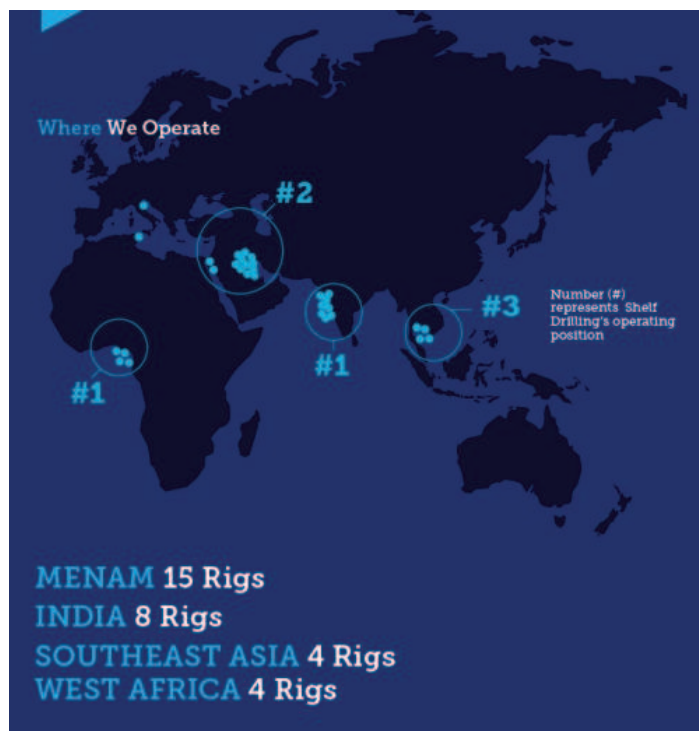 Where We Operate
#2
#3
Number (#)
represents Shelf
Drilling's operating
position
#1
#1
MENAM 15 Rigs
INDIA 8 Rigs
SOUTHEAST ASIA 4 Rigs
WEST AFRICA 4 Rigs